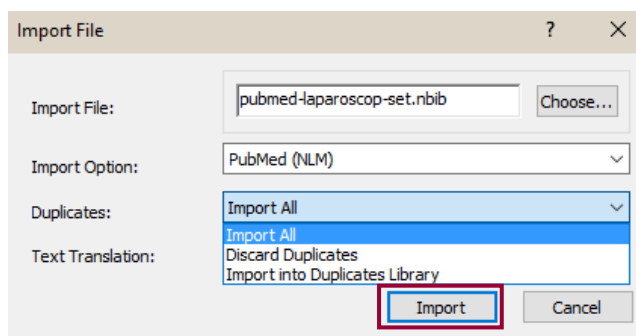 Import File ? X
Import File: pubmed-laparoscop-set.nbib Choose...
Import Option: PubMed (NLM)
Duplicates: Import All
Import All
Text Translation: Discard Duplicates
Import into Duplicates Library
Import Cancel